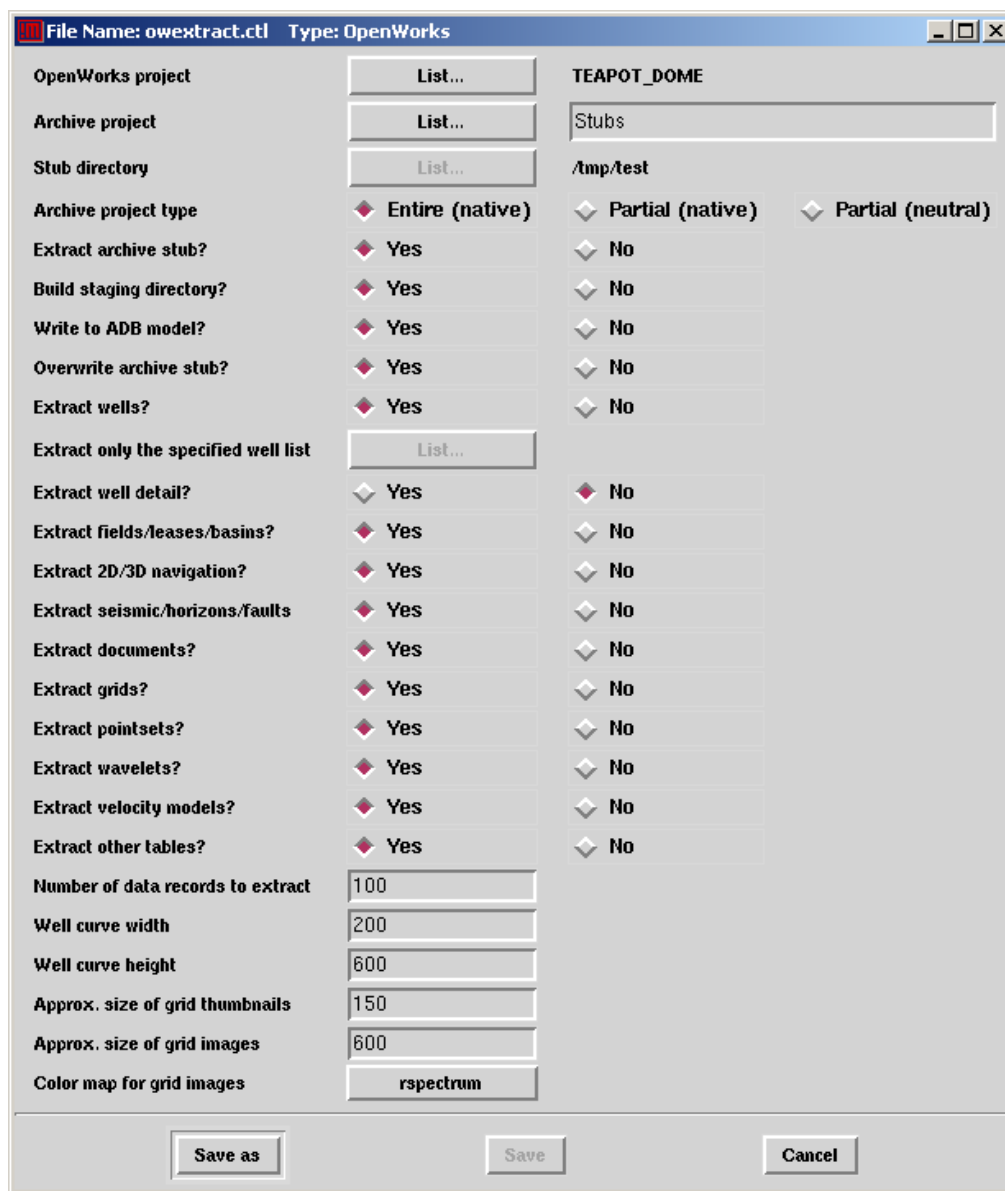 File Name: owextract.ctl Type: OpenWorks
OpenWorks project List... TEAPOT_DOME
Archive project List... Stubs
Stub directory List... /tmp/test
Archive project type Entire (native) Partial (native) Partial (neutral)
Extract archive stub? Yes No
Build staging directory? Yes No
Write to ADB model? Yes No
Overwrite archive stub? Yes No
Extract wells? Yes No
Extract only the specified well list List...
Extract well detail? Yes No
Extract fields/leases/basins? Yes No
Extract 2D/3D navigation? Yes No
Extract seismic/horizons/faults Yes No
Extract documents? Yes No
Extract grids? Yes No
Extract pointsets? Yes No
Extract wavelets? Yes No
Extract velocity models? Yes No
Extract other tables? Yes No
Number of data records to extract 100
Well curve width 200
Well curve height 600
Approx. size of grid thumbnails 150
Approx. size of grid images 600
Color map for grid images rspectrum
Save as Save Cancel